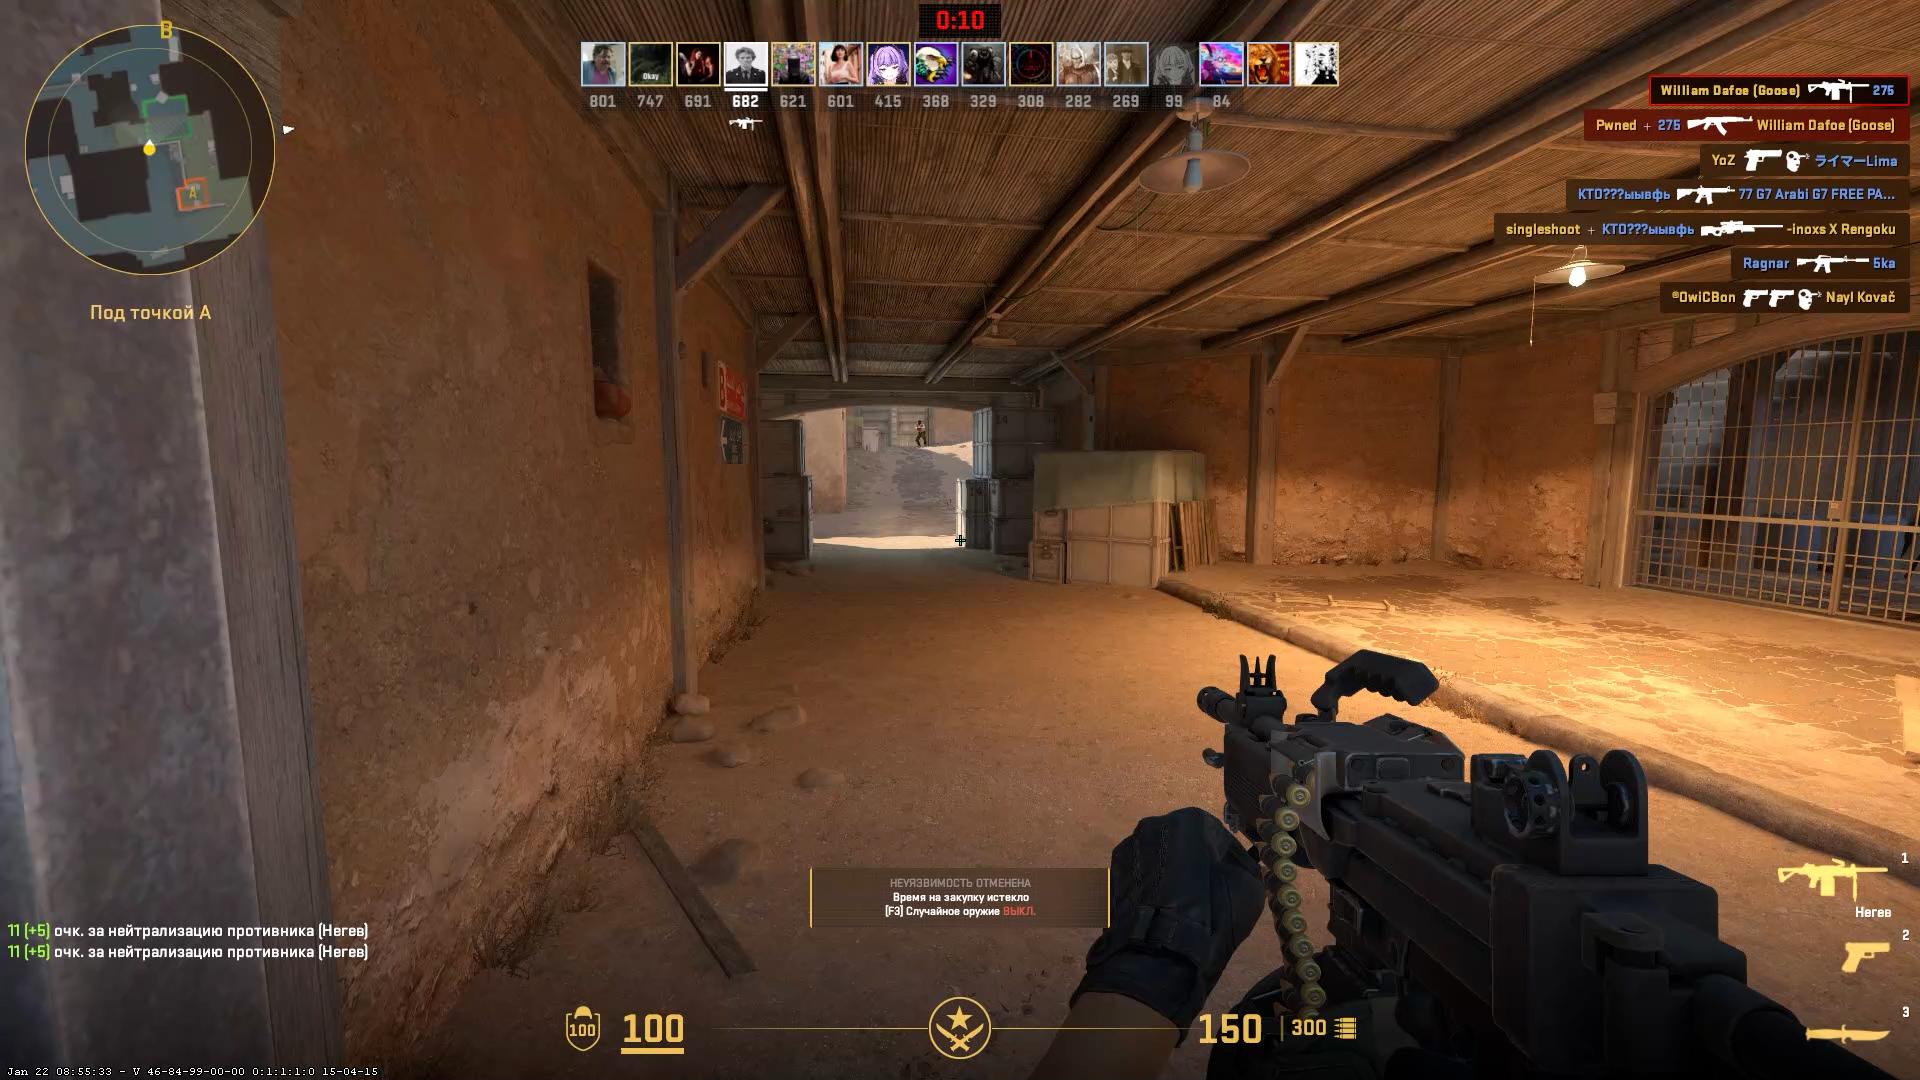 0:10
B
Okay
801 747 691 682 621 601 415 368 329 308 282 269 99 84
William Dafoe (Goose) 275
Pwned + 275 William Dafoe (Goose)
YoZ ライマーLima
КТО???ыывфь 77 G7 Arabi G7 FREE PA...
singleshoot + КТО???ыывфь -inoxs X Rengoku
Ragnar 5ka
®OwiCBon Nayl Kovač
A
Под точкой A
B
14
1
Негев
2
3
НЕУЯЗВИМОСТЬ ОТМЕНЕНА
Время на закупку истекло
[F3] Случайное оружие ВЫКЛ.
11 (+5) очк. за нейтрализацию противника (Негев)
11 (+5) очк. за нейтрализацию противника (Негев)
100 100 150 300
Jan 22 08:55:33 - V 46-84-99-00-00 0:1:1:1:0 15-04-15